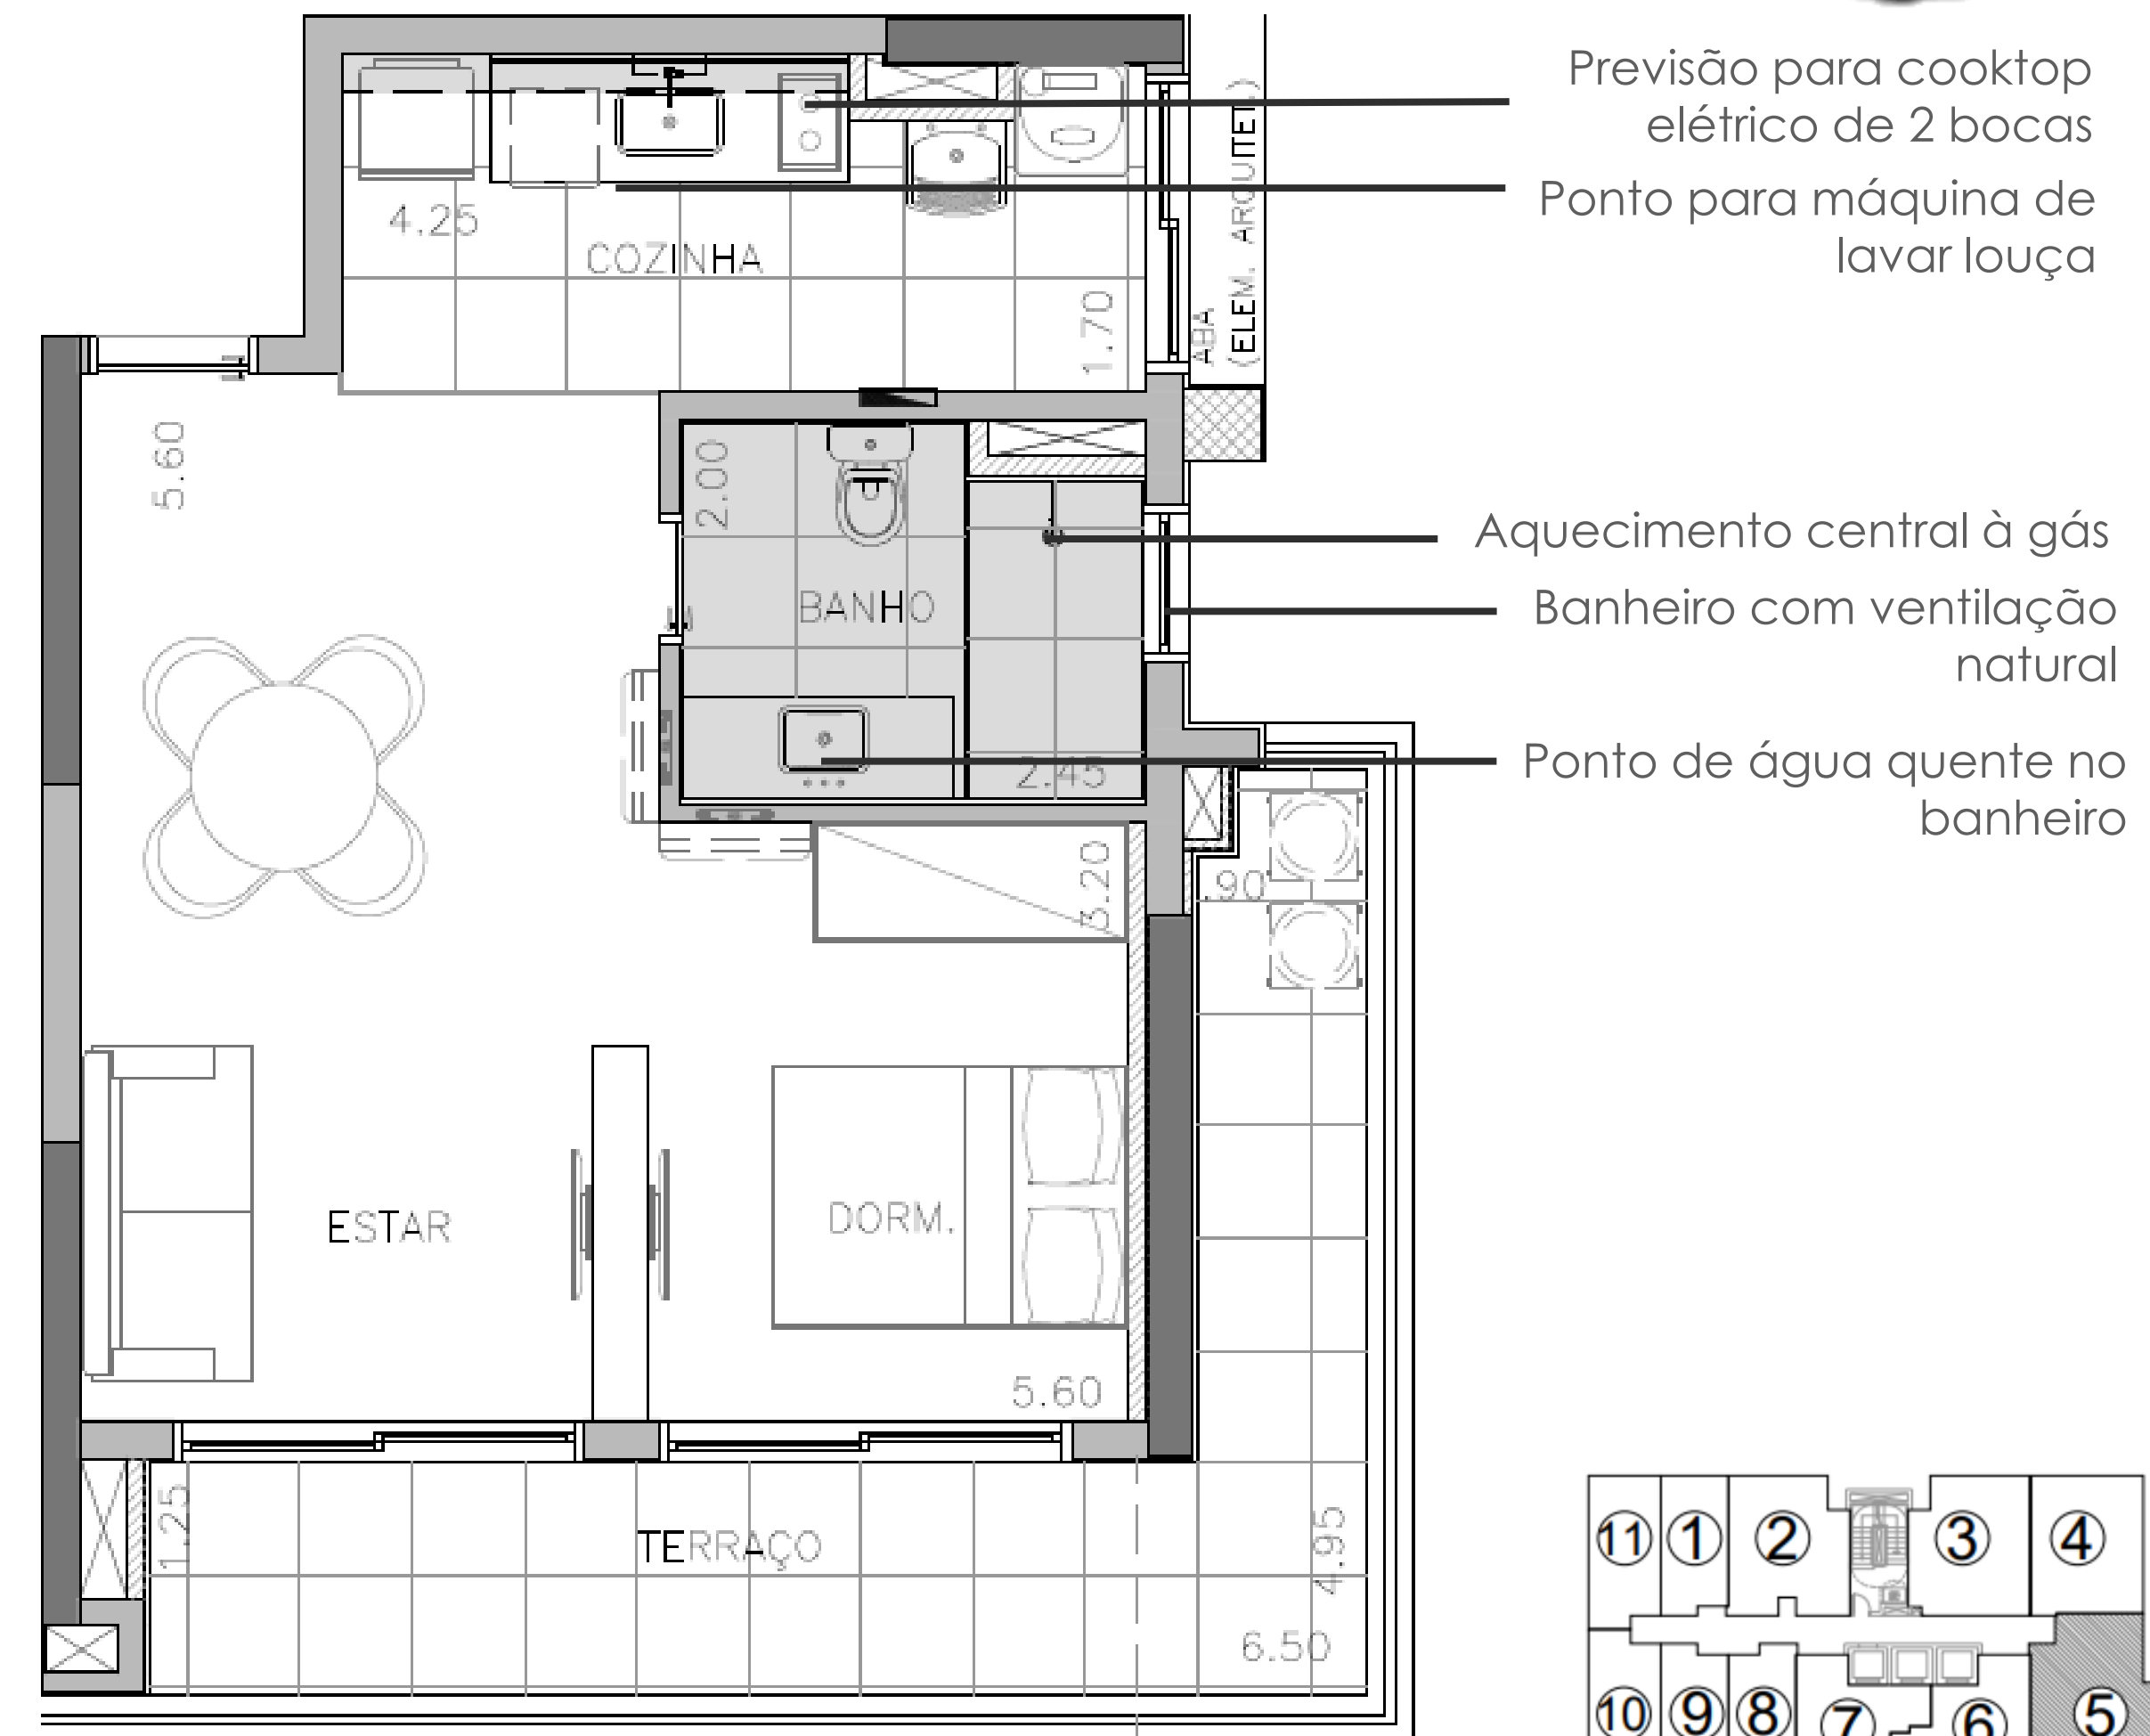 Previsão para cooktop
elétrico de 2 bocas
Ponto para máquina de
lavar louça
4.25
COZINHA
1.70
ABA
(ELEM. ARQUITET.)
5.60
2.00
BANHO
2.45
Aquecimento central à gás
Banheiro com ventilação
natural
Ponto de água quente no
banheiro
3.20
.90
ESTAR
DORM.
5.60
1.25
TERRAÇO
4.95
6.50
11 1 2 3 4
10 9 8 7 6 5